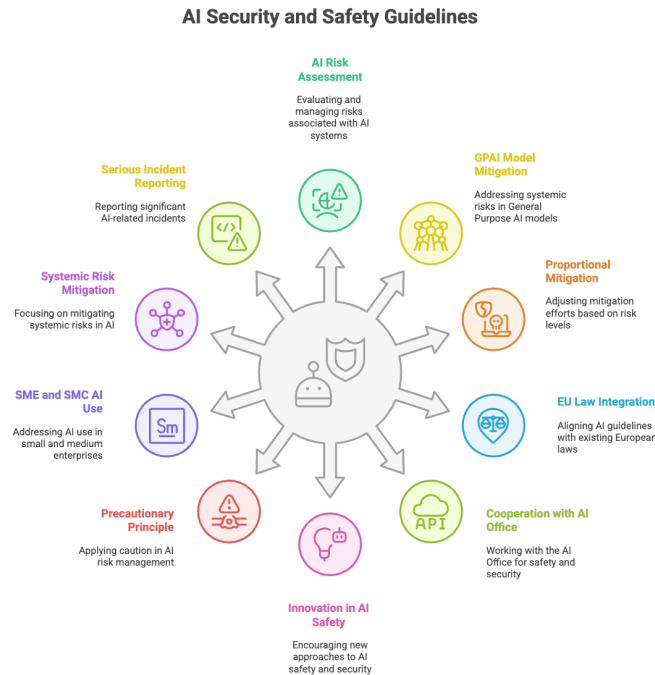 AI Security and Safety Guidelines
AI Risk
Assessment
Evaluating and
managing risks
associated with AI
systems
GPAI Model
Mitigation
Addressing systemic
risks in General
Purpose AI models
Proportional
Mitigation
Adjusting mitigation
efforts based on risk
levels
EU Law Integration
Aligning AI guidelines
with existing European
laws
Cooperation with AI
Office
Working with the AI
Office for safety and
security
API
Innovation in AI
Safety
Encouraging new
approaches to AI
safety and security
Precautionary
Principle
Applying caution in AI
risk management
SME and SMC AI
Use
Addressing AI use in
small and medium
enterprises
Sm
Systemic Risk
Mitigation
Focusing on mitigating
systemic risks in AI
Serious Incident
Reporting
Reporting significant
AI-related incidents
</>